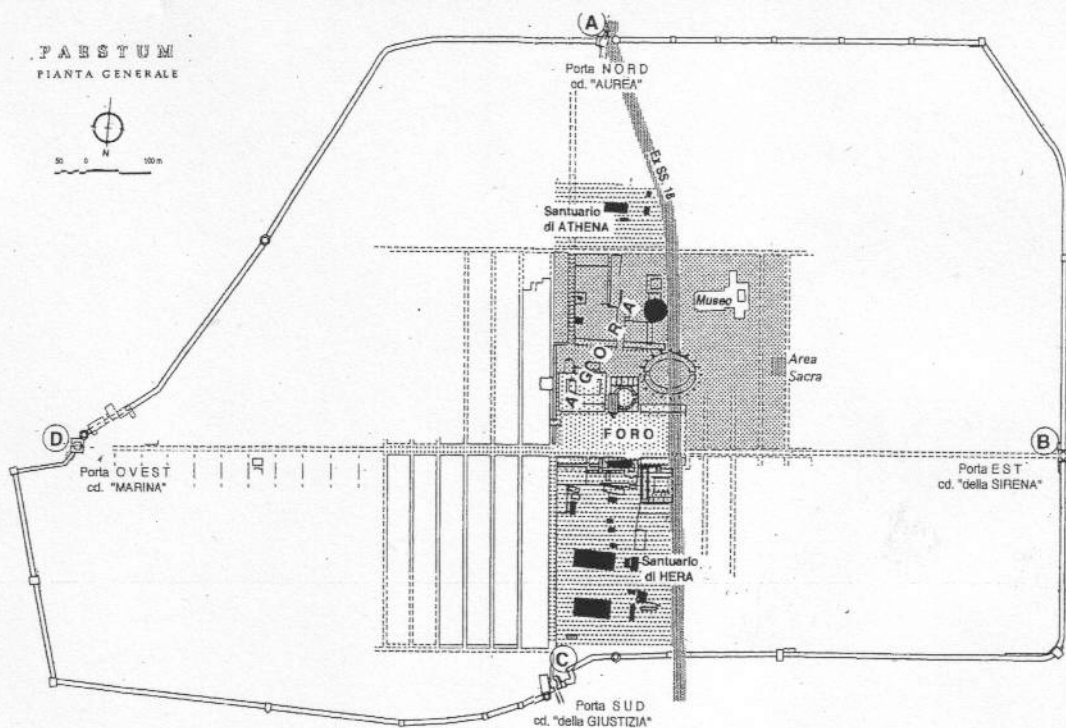 PAESTUM
PIANTA GENERALE
N
50 0 100 m
A
Porta NORD
cd. "AUREA"
Ex SS. 18
Santuario
di ATHENA
Museo
AGORA
Area
Sacra
FORO
D
Porta OVEST
cd. "MARINA"
B
Porta EST
cd. "della SIRENA"
Santuario
di HERA
C
Porta SUD
cd. "della GIUSTIZIA"